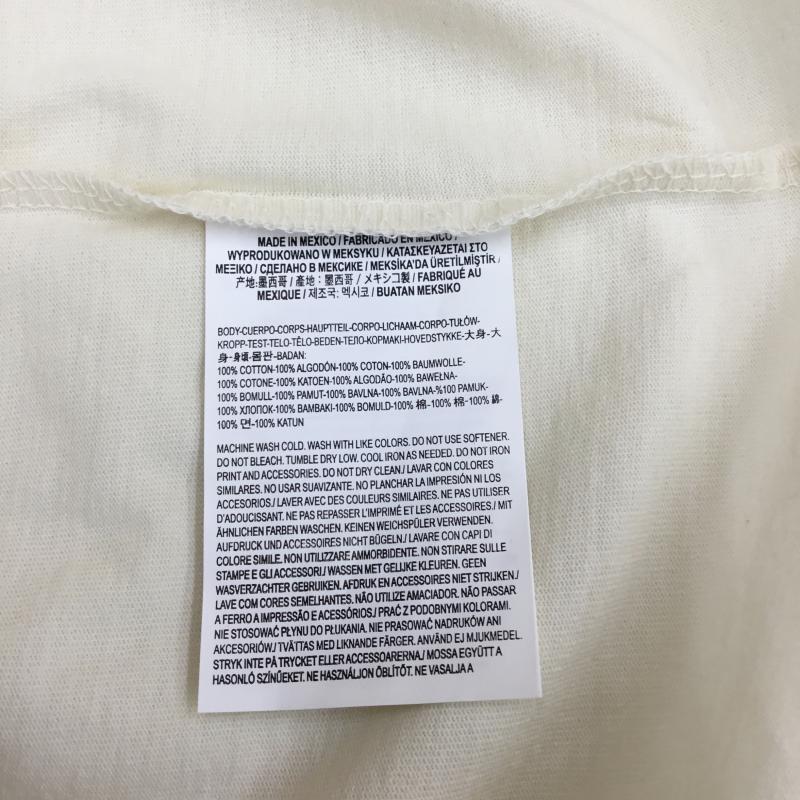 MADE IN MEXICO / FABRICADO EN MEXICO /
WYPRODUKOWANO W MEKSYKU / ΚΑΤΑΣΚΕΥΑΖΕΤΑΙ ΣΤΟ
ΜΕΞΙΚΟ / СДЕЛАНО В МЕКСИКЕ / MEKSİKA'DA ÜRETİLMİŞTİR /
产地:墨西哥 / 產地:墨西哥 / メキシコ製 / FABRIQUÉ AU
MEXIQUE / 제조국: 멕시코 / BUATAN MEKSIKO
BODY-CUERPO-CORPS-HAUPTTEIL-CORPO-LICHAAM-CORPO-TUŁÓW-
KROPP-TEST-TELO-TĚLO-BEDEN-ТЕЛО-ΚΟΡΜΑΚΙ-HOVEDSTYKKE-大身-大
身-身頃-몸판-BADAN:
100% COTTON-100% ALGODÓN-100% COTON-100% BAUMWOLLE-
100% COTONE-100% KATOEN-100% ALGODÃO-100% BAWEŁNA-
100% BOMULL-100% PAMUT-100% BAVLNA-100% BAVLNA-%100 PAMUK-
100% ХЛОПОК-100% ΒΑΜΒΑΚΙ-100% BOMULD-100% 棉-100% 棉-100% 綿-
100% 면-100% KATUN
MACHINE WASH COLD. WASH WITH LIKE COLORS. DO NOT USE SOFTENER.
DO NOT BLEACH. TUMBLE DRY LOW. COOL IRON AS NEEDED. DO NOT IRON
PRINT AND ACCESSORIES. DO NOT DRY CLEAN./ LAVAR CON COLORES
SIMILARES. NO USAR SUAVIZANTE. NO PLANCHAR LA IMPRESIÓN NI LOS
ACCESORIOS./ LAVER AVEC DES COULEURS SIMILAIRES. NE PAS UTILISER
D'ADOUCISSANT. NE PAS REPASSER L'IMPRIMÉ ET LES ACCESSOIRES./ MIT
ÄHNLICHEN FARBEN WASCHEN. KEINEN WEICHSPÜLER VERWENDEN.
AUFDRUCK UND ACCESSOIRES NICHT BÜGELN./ LAVARE CON CAPI DI
COLORE SIMILE. NON UTILIZZARE AMMORBIDENTE. NON STIRARE SULLE
STAMPE E GLI ACCESSORI./ WASSEN MET GELIJKE KLEUREN. GEEN
WASVERZACHTER GEBRUIKEN. AFDRUK EN ACCESSOIRES NIET STRIJKEN./
LAVE COM CORES SEMELHANTES. NÃO UTILIZE AMACIADOR. NÃO PASSAR
A FERRO A IMPRESSÃO E ACESSÓRIOS./ PRAĆ Z PODOBNYMI KOLORAMI.
NIE STOSOWAĆ PŁYNU DO PŁUKANIA. NIE PRASOWAĆ NADRUKÓW ANI
AKCESORIÓW./ TVÄTTAS MED LIKNANDE FÄRGER. ANVÄND EJ MJUKMEDEL.
STRYK INTE PÅ TRYCKET ELLER ACCESSOARERNA./ MOSSA EGYÜTT A
HASONLÓ SZÍNŰEKET. NE HASZNÁLJON ÖBLÍTŐT. NE VASALJA A